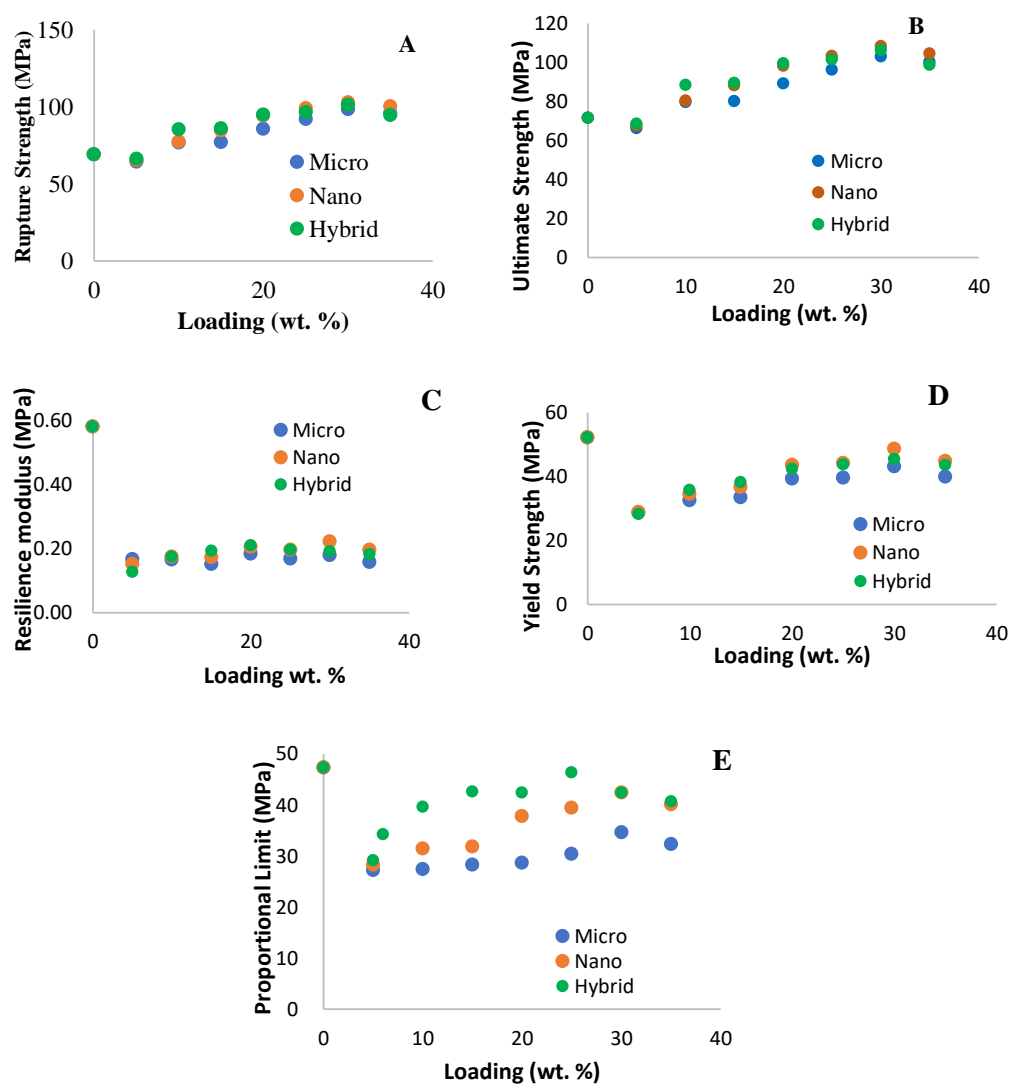 A
Rupture Strength (MPa)
150
100
50
0
Micro
Nano
Hybrid
0
20
40
Loading (wt. %)
B
Ultimate Strength (MPa)
120
100
80
60
40
20
0
Micro
Nano
Hybrid
0
10
20
30
40
Loading (wt. %)
C
Resilience modulus (MPa)
0.60
0.40
0.20
0.00
Micro
Nano
Hybrid
0
20
40
Loading wt. %
D
Yield Strength (MPa)
60
40
20
0
Micro
Nano
Hybrid
0
10
20
30
40
Loading (wt. %)
E
Proportional Limit (MPa)
50
40
30
20
10
0
Micro
Nano
Hybrid
0
10
20
30
40
Loading (wt. %)